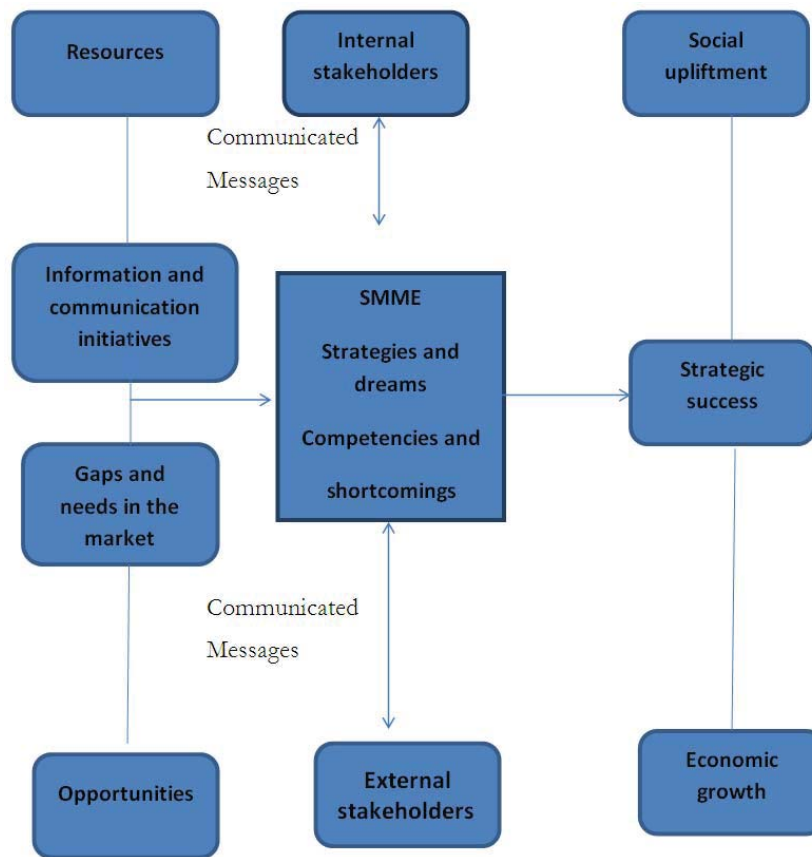 Resources
Internal
stakeholders
Social
upliftment
Communicated
Messages
Information and
communication
initiatives
SMME
Strategies and
dreams
Competencies and
shortcomings
Strategic
success
Gaps and
needs in the
market
Communicated
Messages
Opportunities
External
stakeholders
Economic
growth